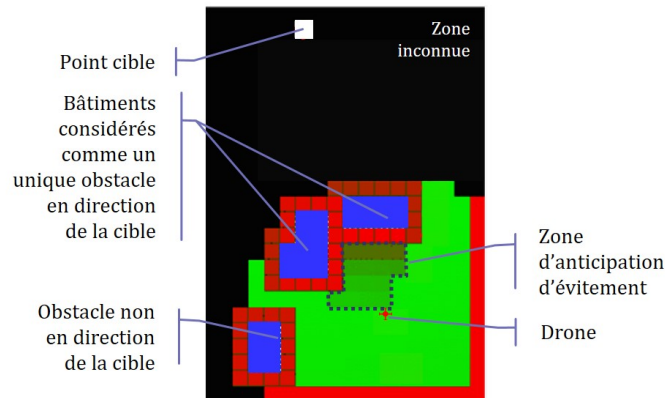 Zone
inconnue
Point cible
Bâtiments
considérés
comme un
unique obstacle
en direction
de la cible
Zone
d'anticipation
d'évitement
Obstacle non
en direction
de la cible
Drone